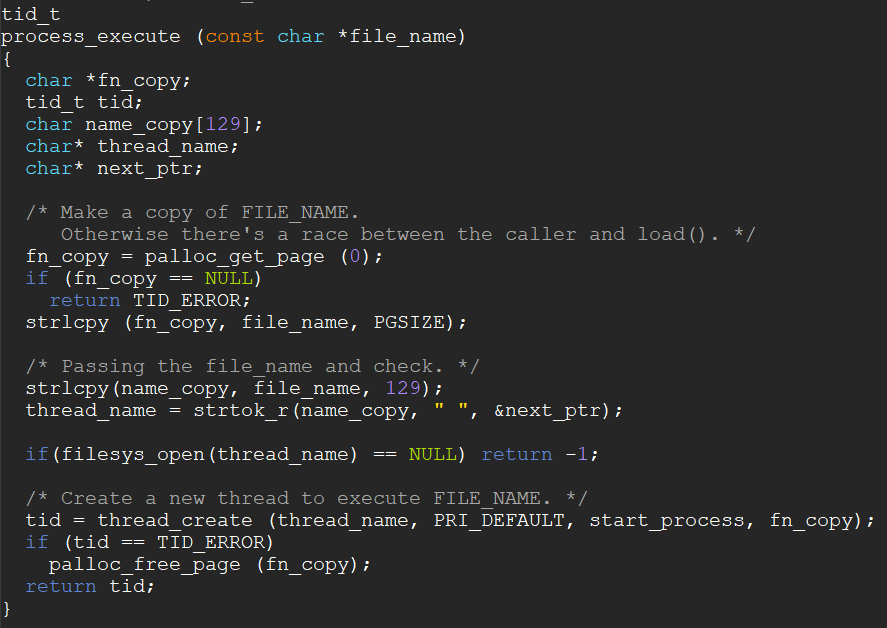 tid_t
process_execute (const char *file_name)
{
  char *fn_copy;
  tid_t tid;
  char name_copy[129];
  char* thread_name;
  char* next_ptr;

  /* Make a copy of FILE_NAME.
     Otherwise there's a race between the caller and load(). */
  fn_copy = palloc_get_page (0);
  if (fn_copy == NULL)
    return TID_ERROR;
  strlcpy (fn_copy, file_name, PGSIZE);

  /* Passing the file_name and check. */
  strlcpy(name_copy, file_name, 129);
  thread_name = strtok_r(name_copy, " ", &next_ptr);

  if(filesys_open(thread_name) == NULL) return -1;

  /* Create a new thread to execute FILE_NAME. */
  tid = thread_create (thread_name, PRI_DEFAULT, start_process, fn_copy);
  if (tid == TID_ERROR)
    palloc_free_page (fn_copy);
  return tid;
}